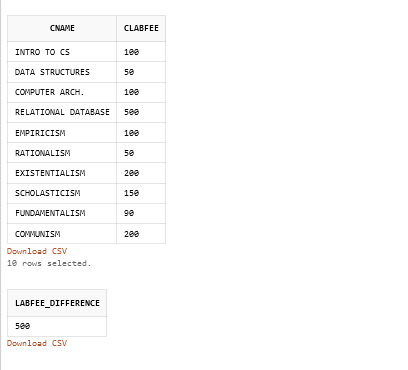 CNAME CLABFEE
INTRO TO CS 100
DATA STRUCTURES 50
COMPUTER ARCH. 100
RELATIONAL DATABASE 500
EMPIRICISM 100
RATIONALISM 50
EXISTENTIALISM 200
SCHOLASTICISM 150
FUNDAMENTALISM 90
COMMUNISM 200
Download CSV
10 rows selected.
LABFEE_DIFFERENCE
500
Download CSV